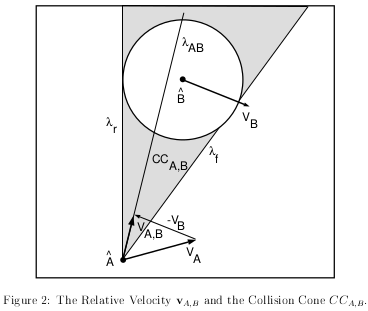 λAB
B̂
VB
λr
λf
CCA,B
-VB
VA,B
VA
Â
Figure 2: The Relative Velocity vA,B and the Collision Cone CCA,B.